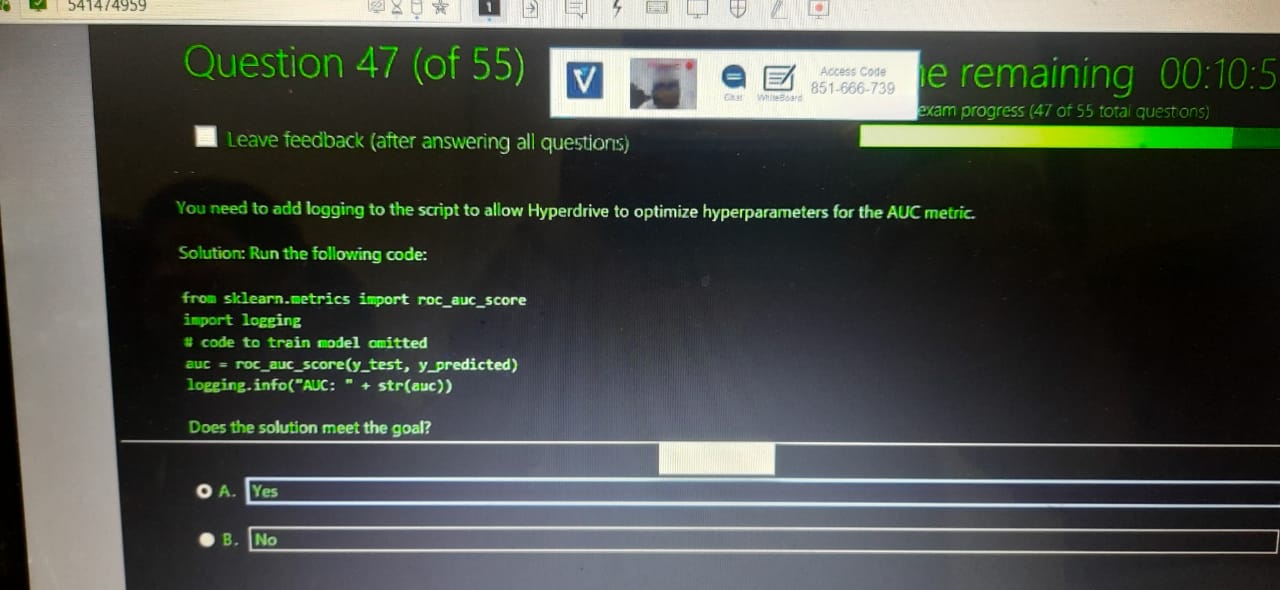 541474959
1
Question 47 (of 55)
Chat
WhiteBoard
Access Code
851-666-739
remaining 00:10:5
exam progress (47 of 55 total questions)
Leave feedback (after answering all questions)
You need to add logging to the script to allow Hyperdrive to optimize hyperparameters for the AUC metric.
Solution: Run the following code:
from sklearn.metrics import roc_auc_score
import logging
# code to train model omitted
auc = roc_auc_score(y_test, y_predicted)
logging.info("AUC: " + str(auc))
Does the solution meet the goal?
A. Yes
B. No